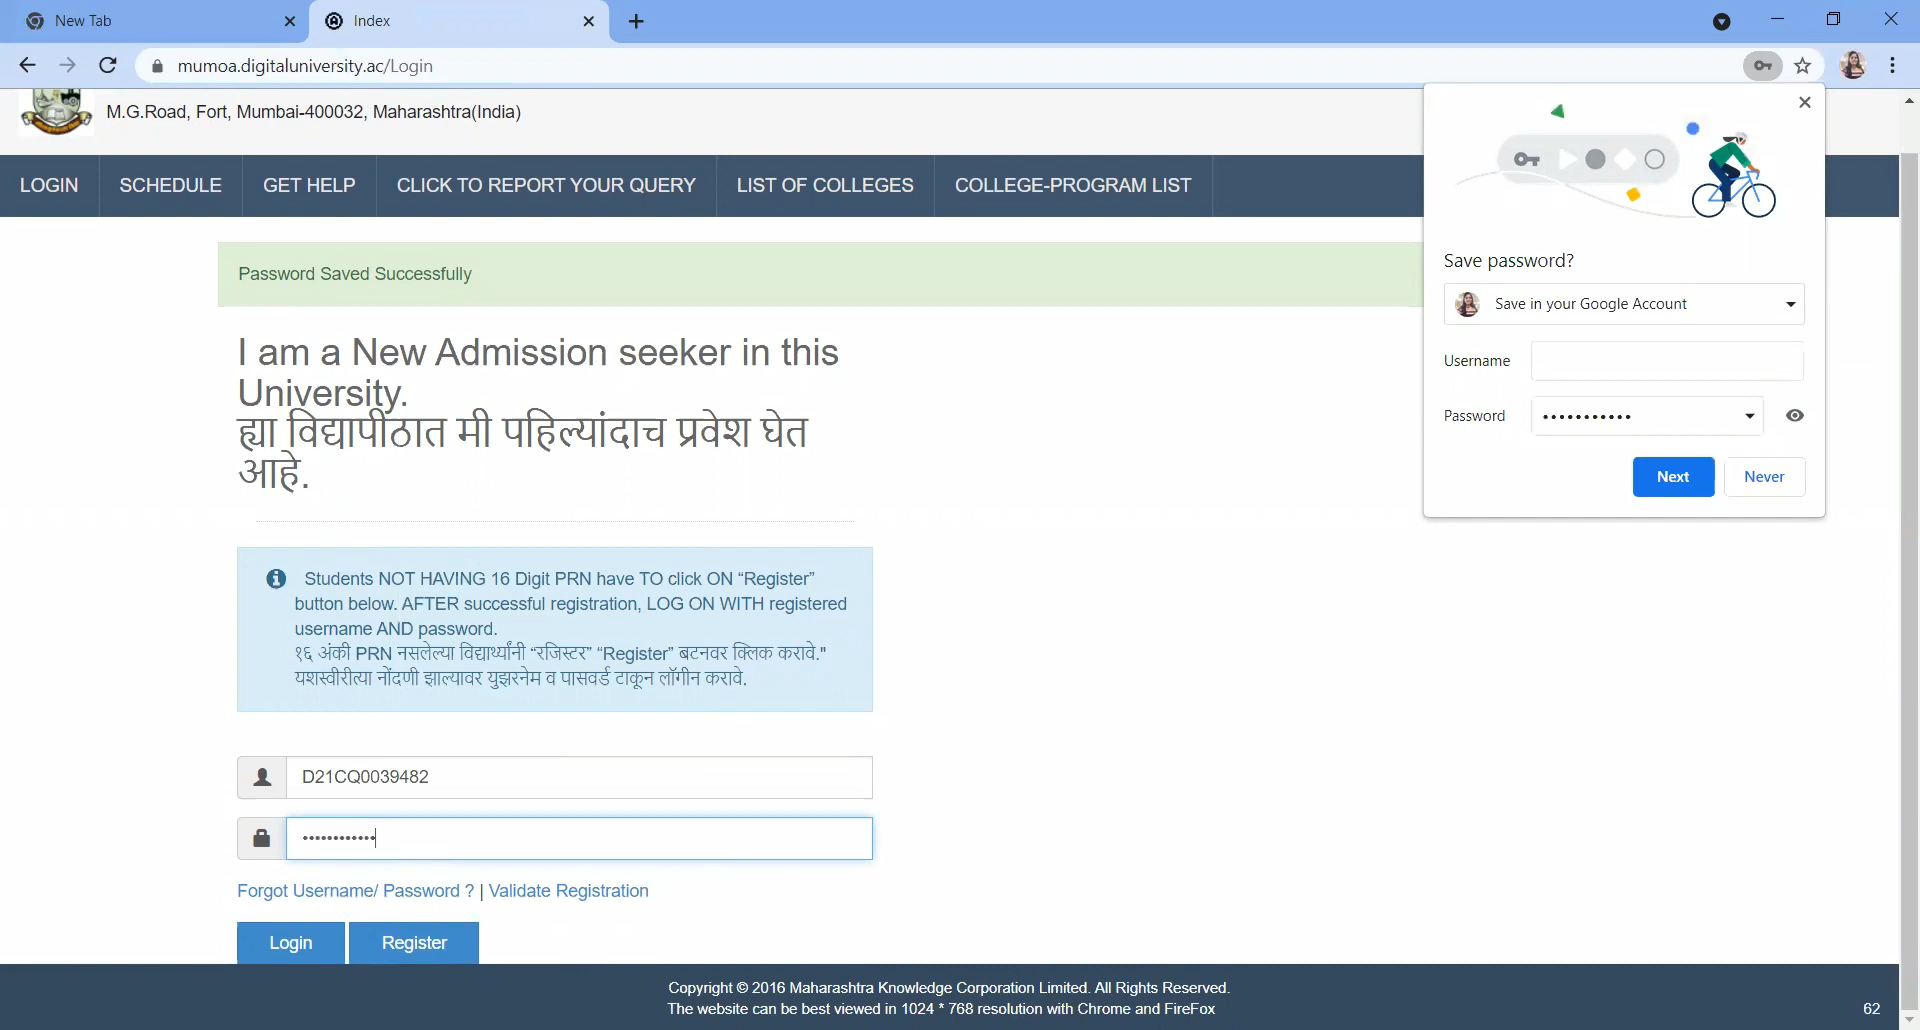 New Tab
Index
mumoa.digitaluniversity.ac/Login
M.G.Road, Fort, Mumbai-400032, Maharashtra(India)
LOGIN
SCHEDULE
GET HELP
CLICK TO REPORT YOUR QUERY
LIST OF COLLEGES
COLLEGE-PROGRAM LIST
Password Saved Successfully
Save password?
Save in your Google Account
Username
Password
Next
Never
I am a New Admission seeker in this
University.
ह्या विद्यापीठात मी पहिल्यांदाच प्रवेश घेत
आहे.
Students NOT HAVING 16 Digit PRN have TO click ON “Register”
button below. AFTER successful registration, LOG ON WITH registered
username AND password.
१६ अंकी PRN नसलेल्या विद्यार्थ्यांनी “रजिस्टर” “Register” बटनवर क्लिक करावे."
यशस्वीरीत्या नोंदणी झाल्यावर युझरनेम व पासवर्ड टाकून लॉगीन करावे.
D21CQ0039482
Forgot Username/ Password ? | Validate Registration
Login
Register
Copyright © 2016 Maharashtra Knowledge Corporation Limited. All Rights Reserved.
The website can be best viewed in 1024 * 768 resolution with Chrome and FireFox
62